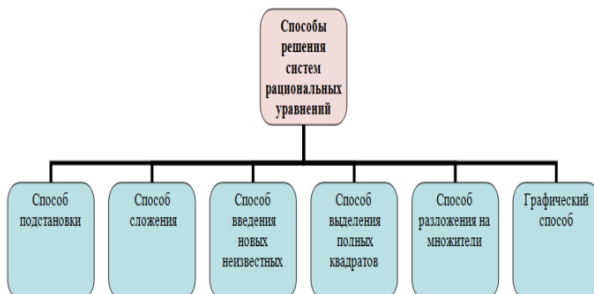 Способы
решения
систем
рациональных
уравнений
Способ
подстановки
Способ
сложения
Способ
введения
новых
неизвестных
Способ
выделения
полных
квадратов
Способ
разложения на
множители
Графический
способ